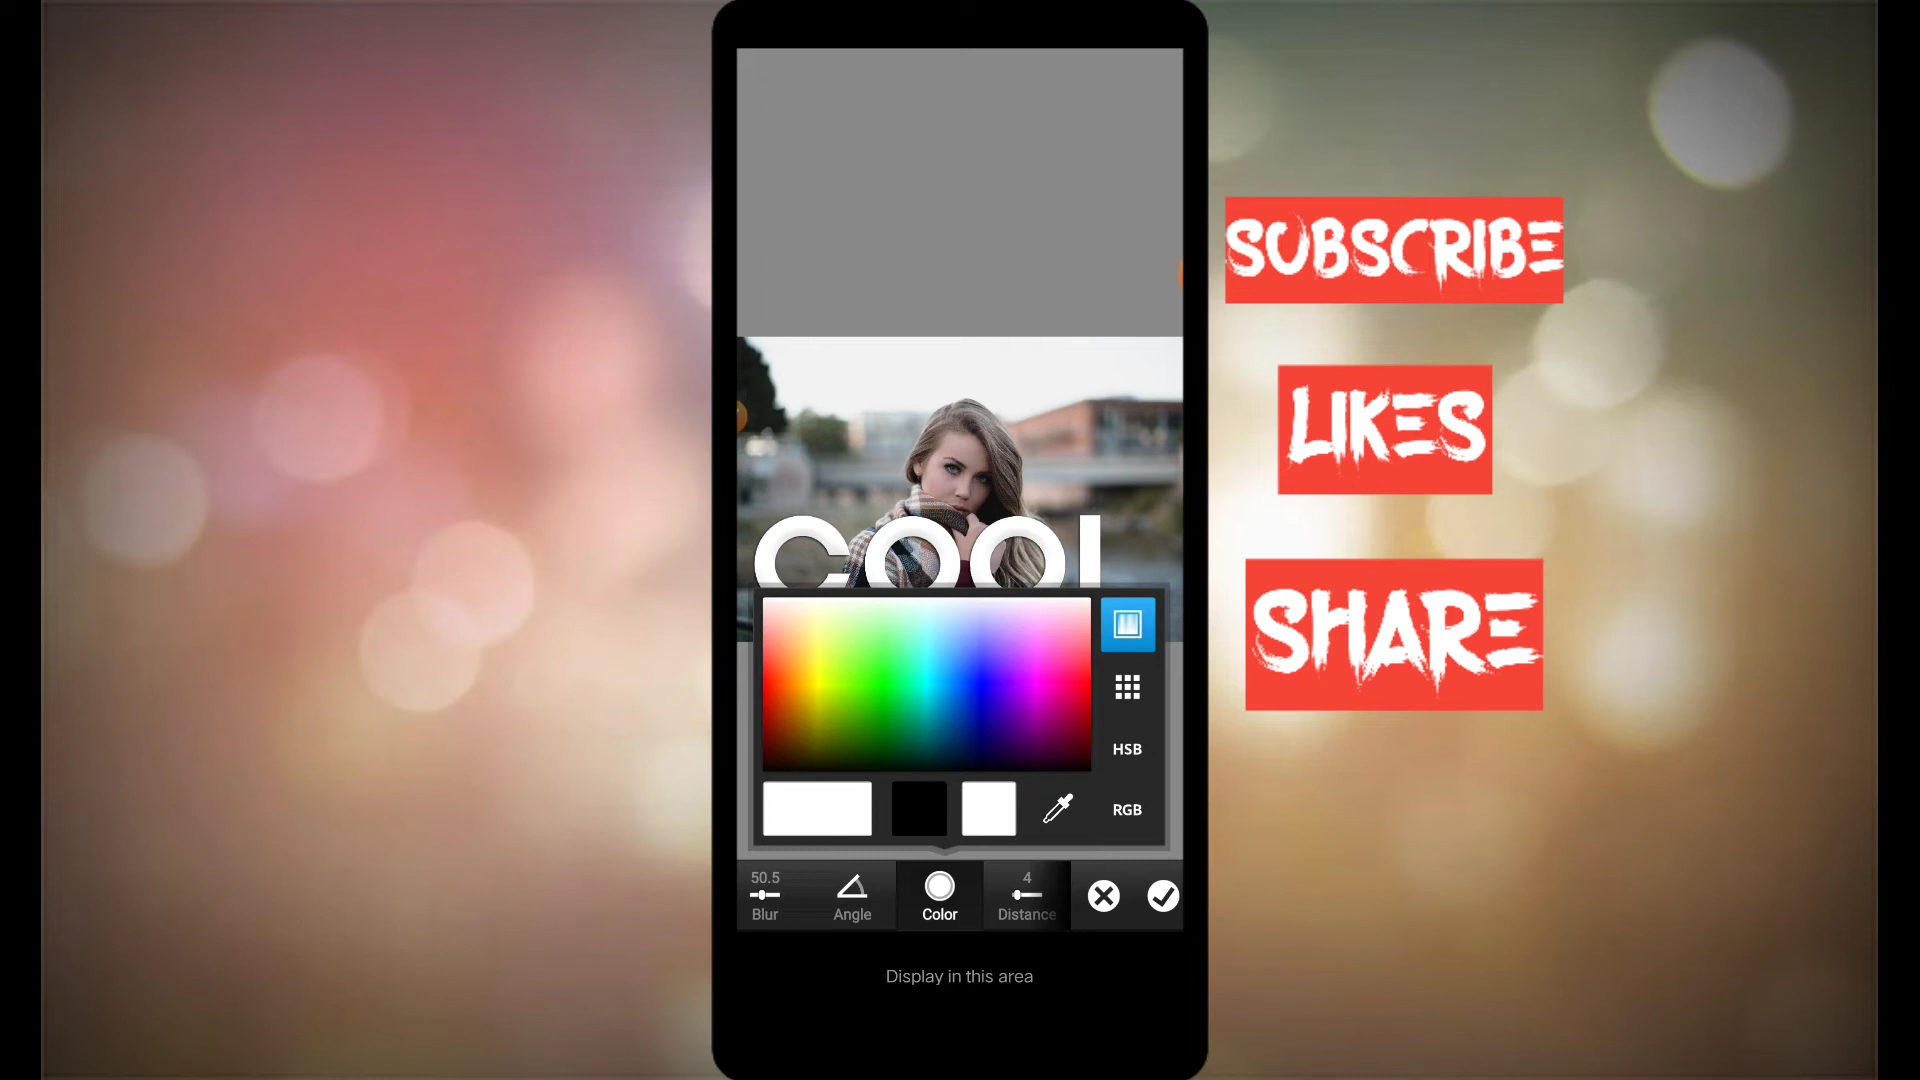 SUBSCRIBE
LIKES
SHARE
COOL
HSB
RGB
50.5
4
Blur
Angle
Color
Distance
Display in this area